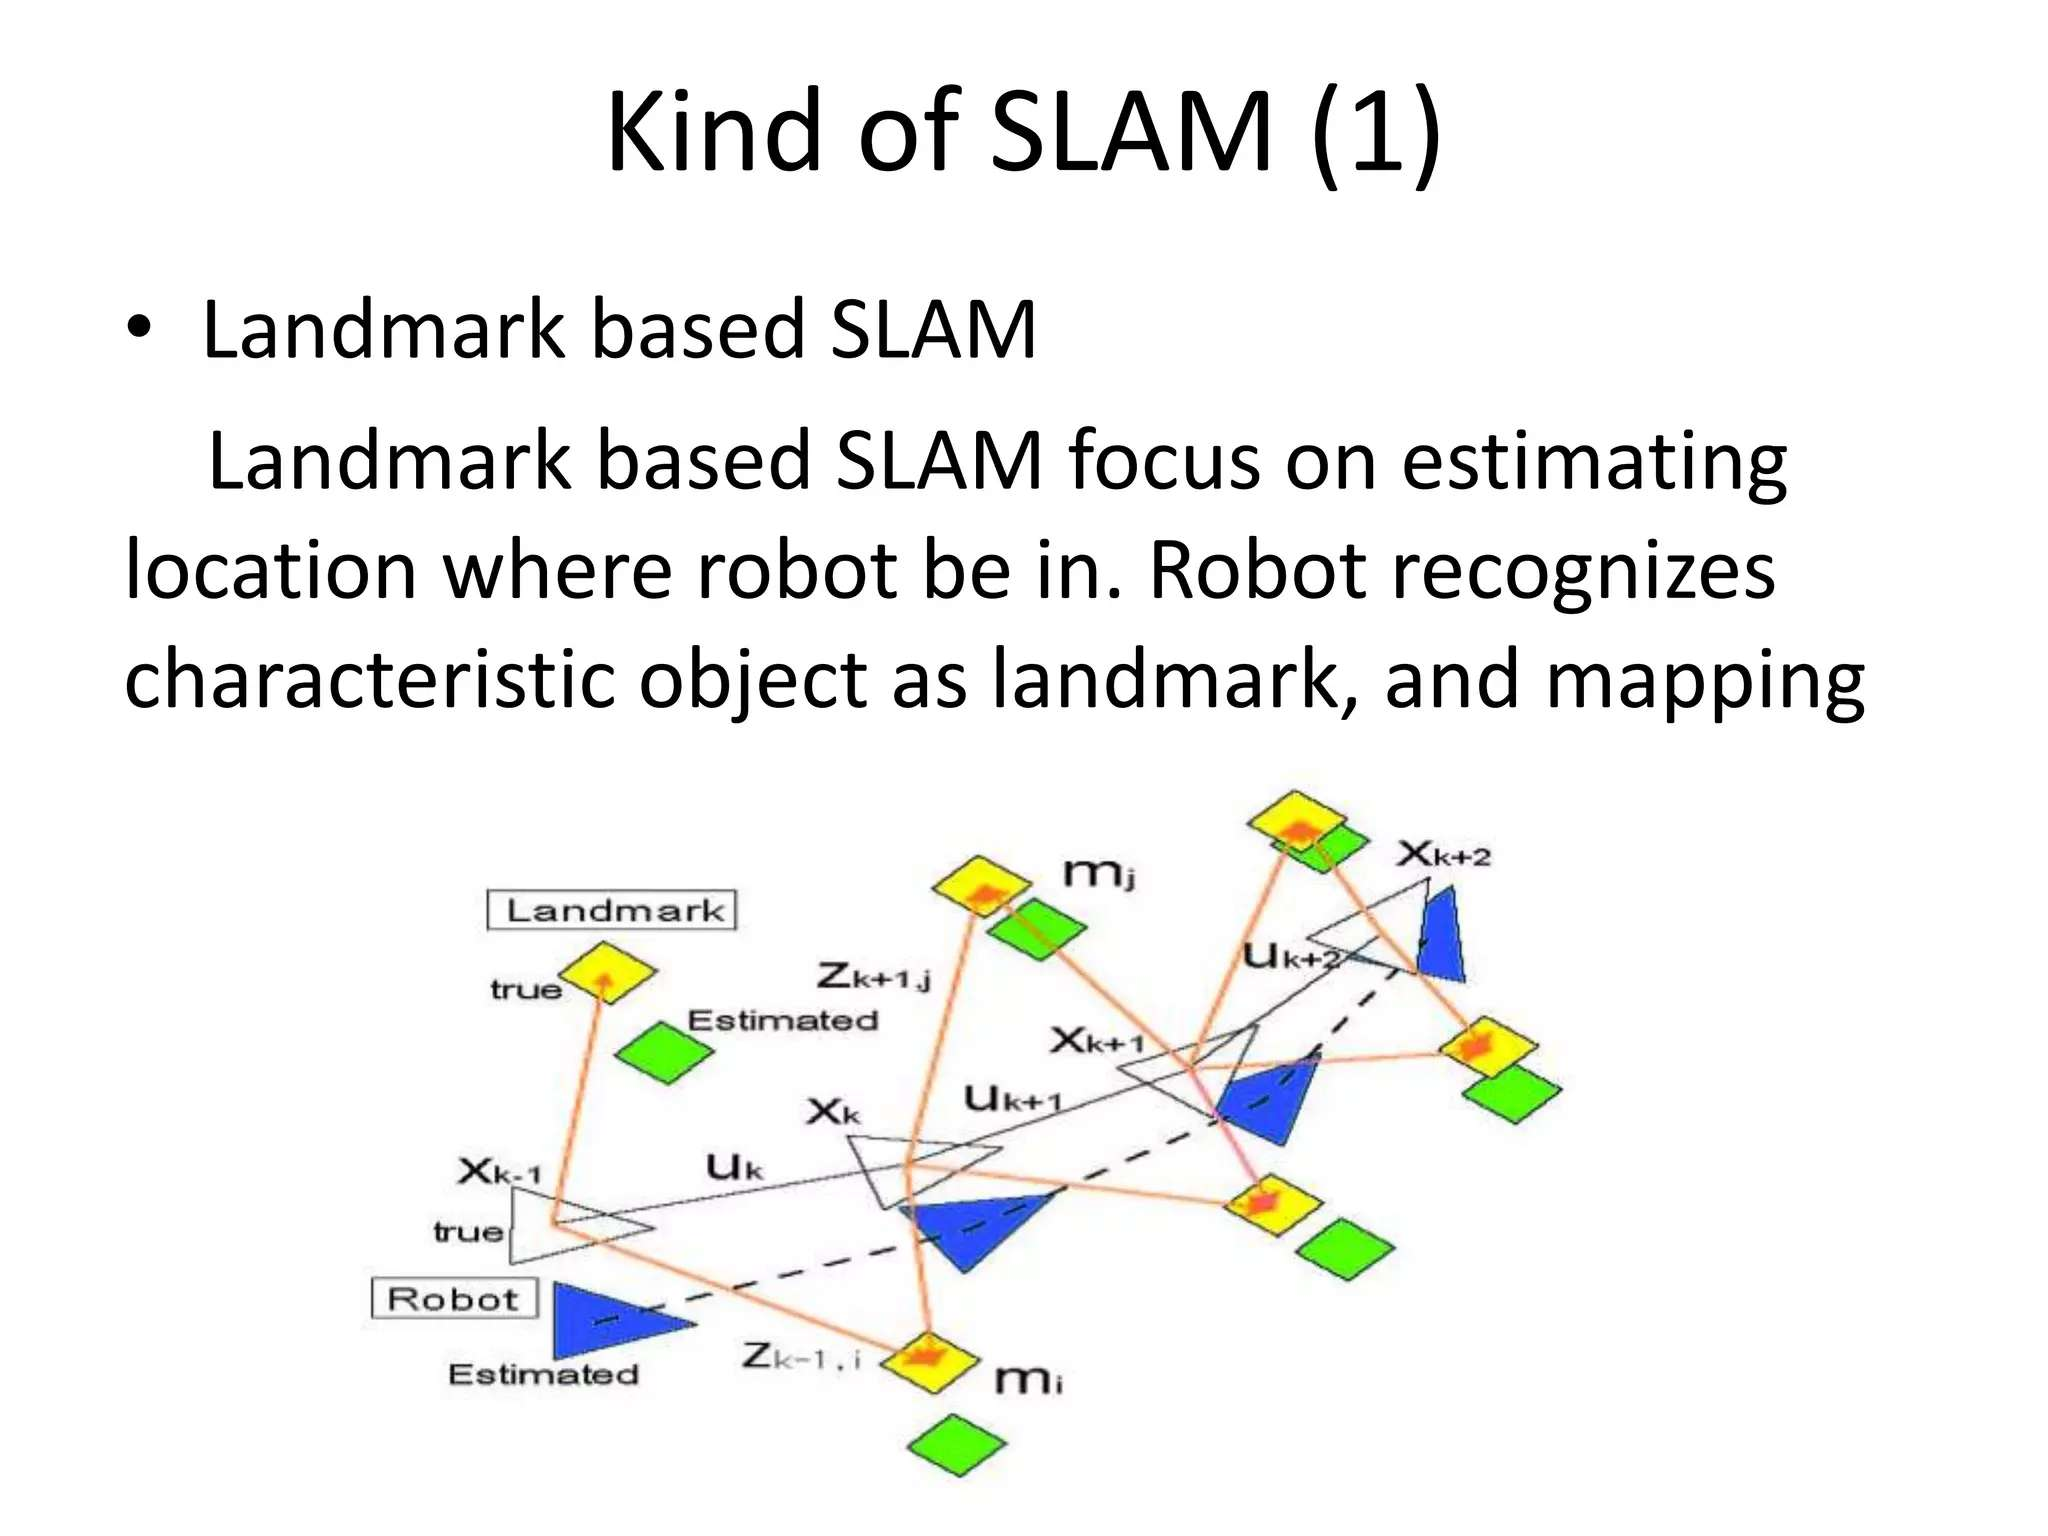 Kind of SLAM (1)
• Landmark based SLAM
Landmark based SLAM focus on estimating
location where robot be in. Robot recognizes
characteristic object as landmark, and mapping
Landmark
true
Estimated
mj
zk+1,j
xk+2
uk+2
xk+1
uk+1
xk
uk
xk-1
true
Robot
Estimated
zk-1,i
mi